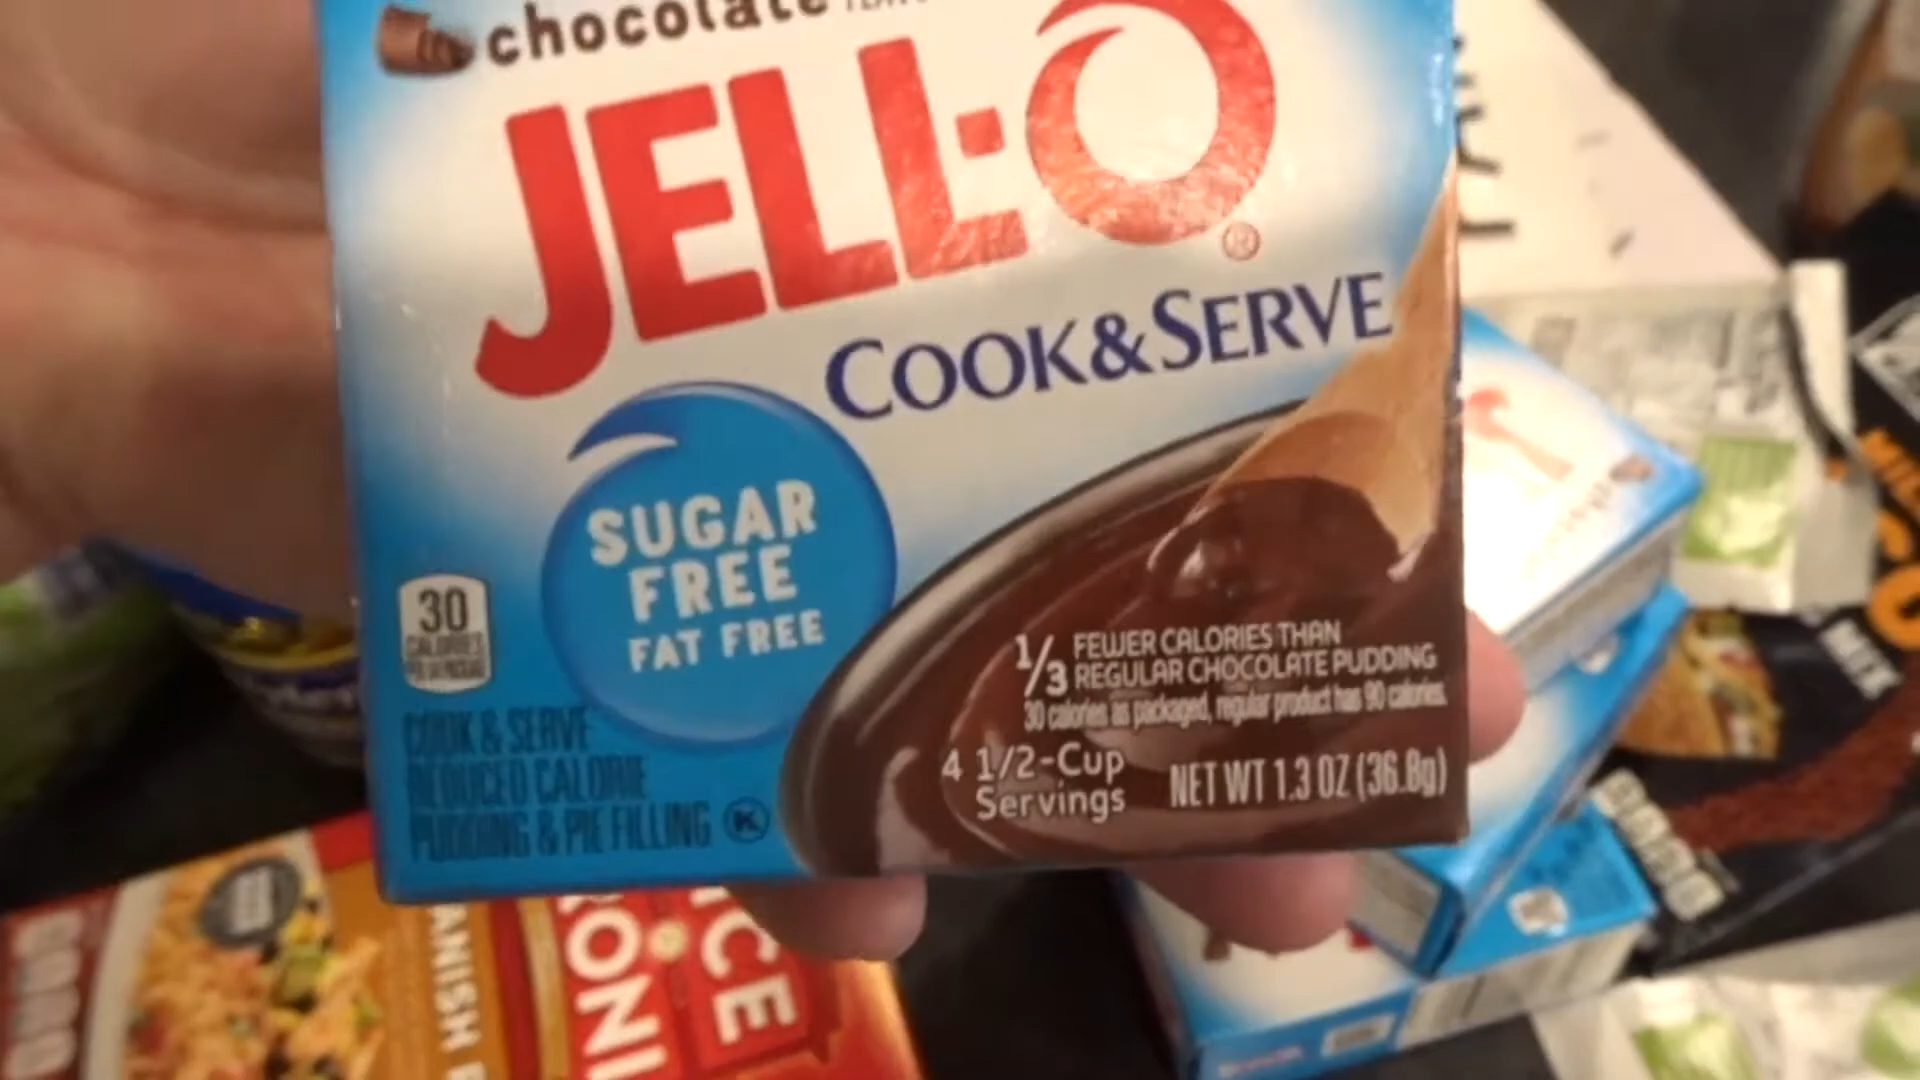 chocolate
JELL-O®
COOK & SERVE
SUGAR
FREE
FAT FREE
30
CALORIES
1/3 FEWER CALORIES THAN
REGULAR CHOCOLATE PUDDING
30 calories as packaged, regular product has 90 calories.
4 1/2-Cup
Servings
NET WT 1.3 OZ (36.8g)
COOK & SERVE
REDUCED CALORIE
PUDDING & PIE FILLING
K
MIX